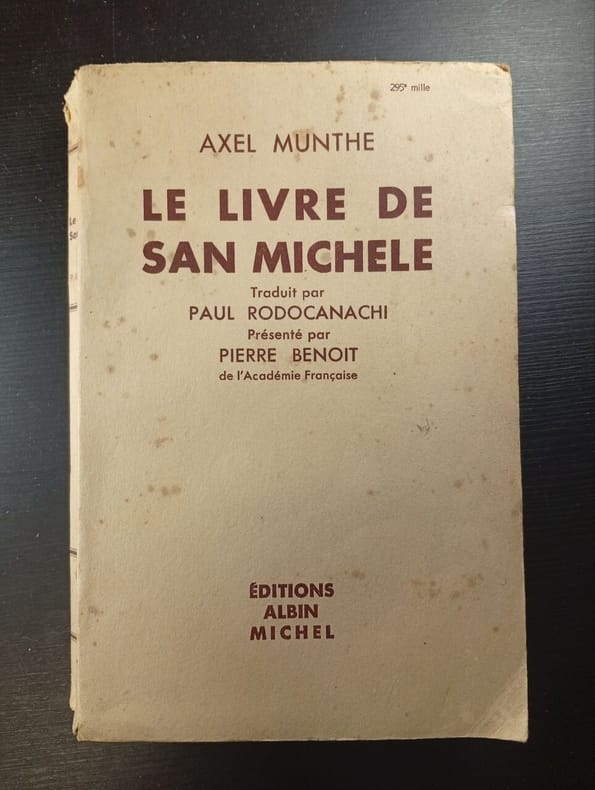 295e mille
AXEL MUNTHE
LE LIVRE DE
SAN MICHELE
Traduit par
PAUL RODOCANACHI
Présenté par
PIERRE BENOIT
de l'Académie Française
ÉDITIONS
ALBIN
MICHEL